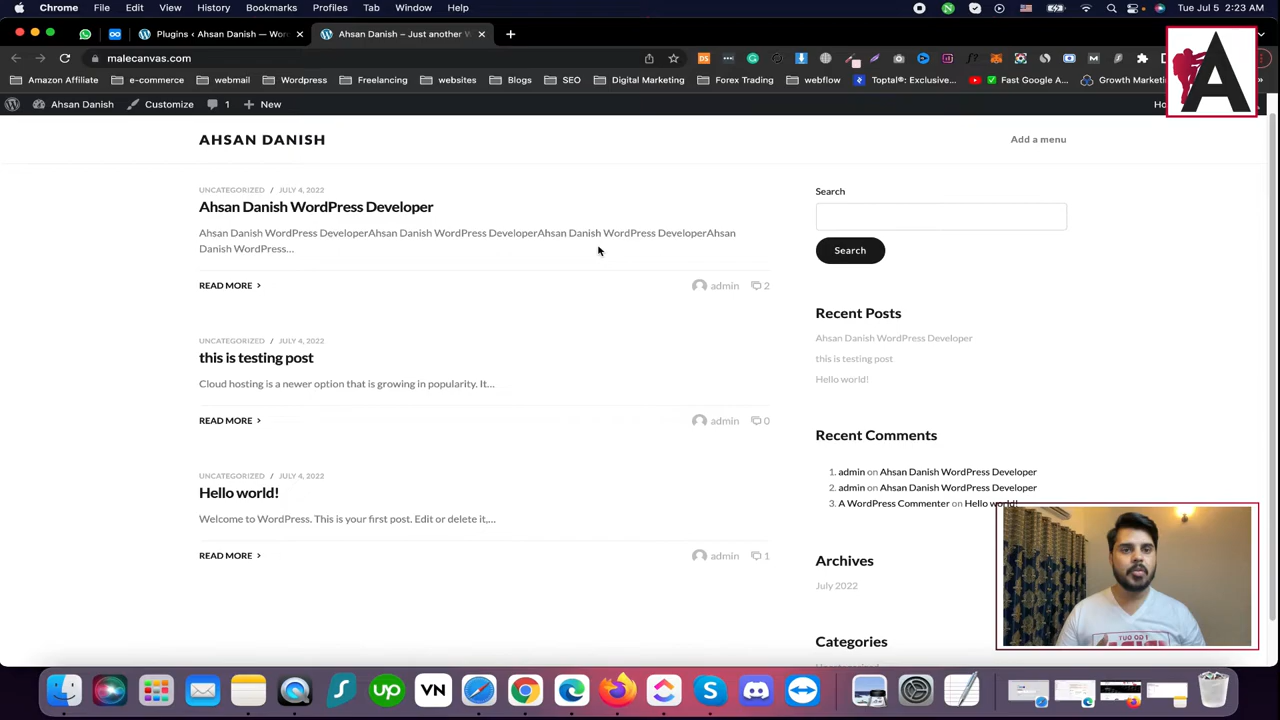 Chrome File Edit View History Bookmarks Profiles Tab Window Help
Tue Jul 5 2:23 AM
Plugins ‹ Ahsan Danish — Wor
Ahsan Danish – Just another W
malecanvas.com
Amazon Affiliate e-commerce webmail Wordpress Freelancing websites Blogs SEO Digital Marketing Forex Trading webflow Toptal: Exclusive... Fast Google A... Growth Market
Ahsan Danish Customize 1 New
A
AHSAN DANISH
Add a menu
UNCATEGORIZED / JULY 4, 2022
Ahsan Danish WordPress Developer
Ahsan Danish WordPress DeveloperAhsan Danish WordPress DeveloperAhsan Danish WordPress DeveloperAhsan
Danish WordPress...
READ MORE
admin 2
UNCATEGORIZED / JULY 4, 2022
this is testing post
Cloud hosting is a newer option that is growing in popularity. It...
READ MORE
admin 0
UNCATEGORIZED / JULY 4, 2022
Hello world!
Welcome to WordPress. This is your first post. Edit or delete it,...
READ MORE
admin 1
Search
Search
Recent Posts
Ahsan Danish WordPress Developer
this is testing post
Hello world!
Recent Comments
1. admin on Ahsan Danish WordPress Developer
2. admin on Ahsan Danish WordPress Developer
3. A WordPress Commenter on Hello world!
Archives
July 2022
Categories
up
VN